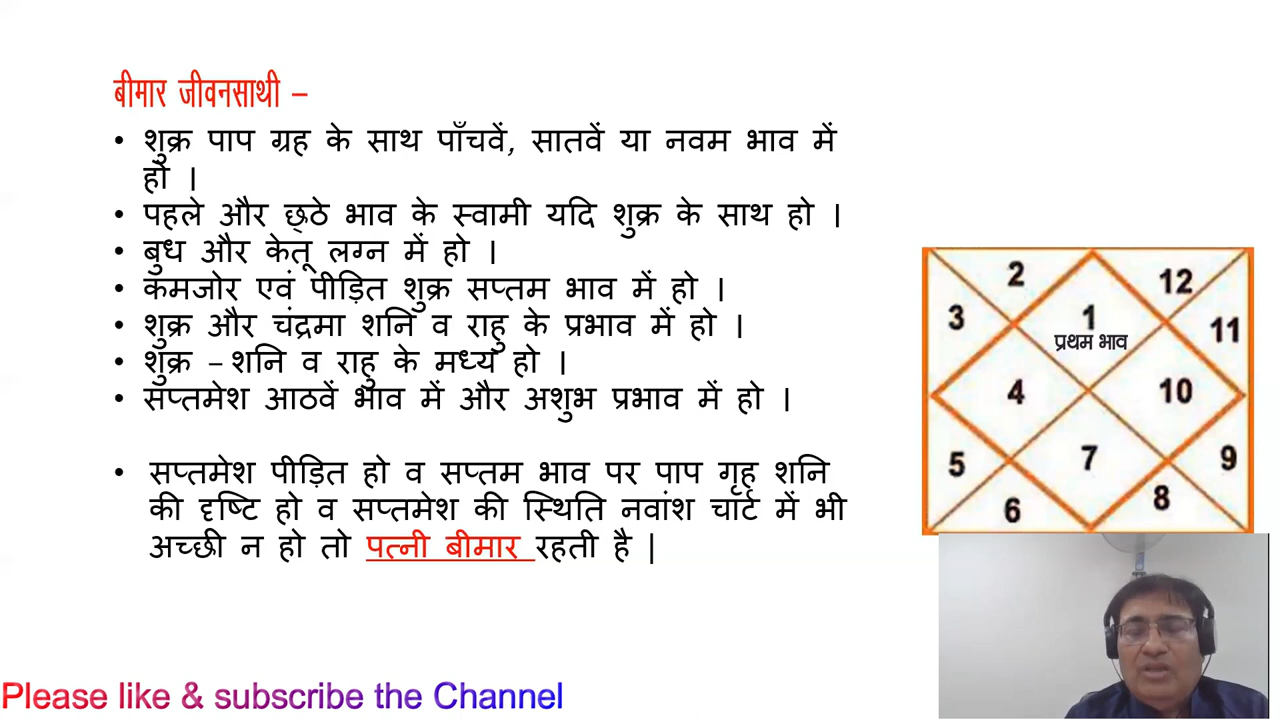 बीमार जीवनसाथी –
• शुक्र पाप ग्रह के साथ पाँचवें, सातवें या नवम भाव में
हो ।
• पहले और छ्ठे भाव के स्वामी यदि शुक्र के साथ हो ।
• बुध और केतू लग्न में हो ।
• कमजोर एवं पीड़ित शुक्र सप्तम भाव में हो ।
• शुक्र और चंद्रमा शनि व राहु के प्रभाव में हो ।
• शुक्र – शनि व राहु के मध्य हो ।
• सप्तमेश आठवें भाव में और अशुभ प्रभाव में हो ।
• सप्तमेश पीड़ित हो व सप्तम भाव पर पाप गृह शनि
की दृष्टि हो व सप्तमेश की स्थिति नवांश चार्ट में भी
अच्छी न हो तो पत्नी बीमार रहती है |
2
12
3
1
11
प्रथम भाव
4
10
5
7
9
6
8
Please like & subscribe the Channel